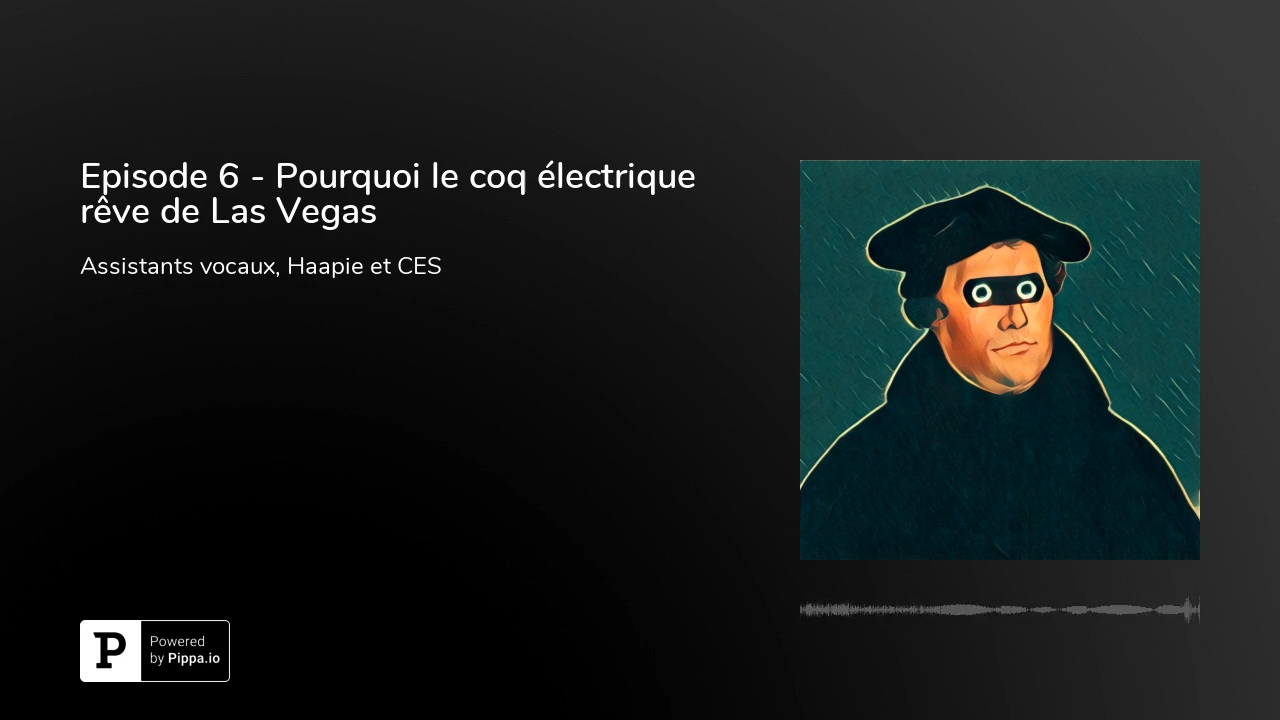 Episode 6 - Pourquoi le coq électrique
rêve de Las Vegas
Assistants vocaux, Haapie et CES
P
Powered
by Pippa.io